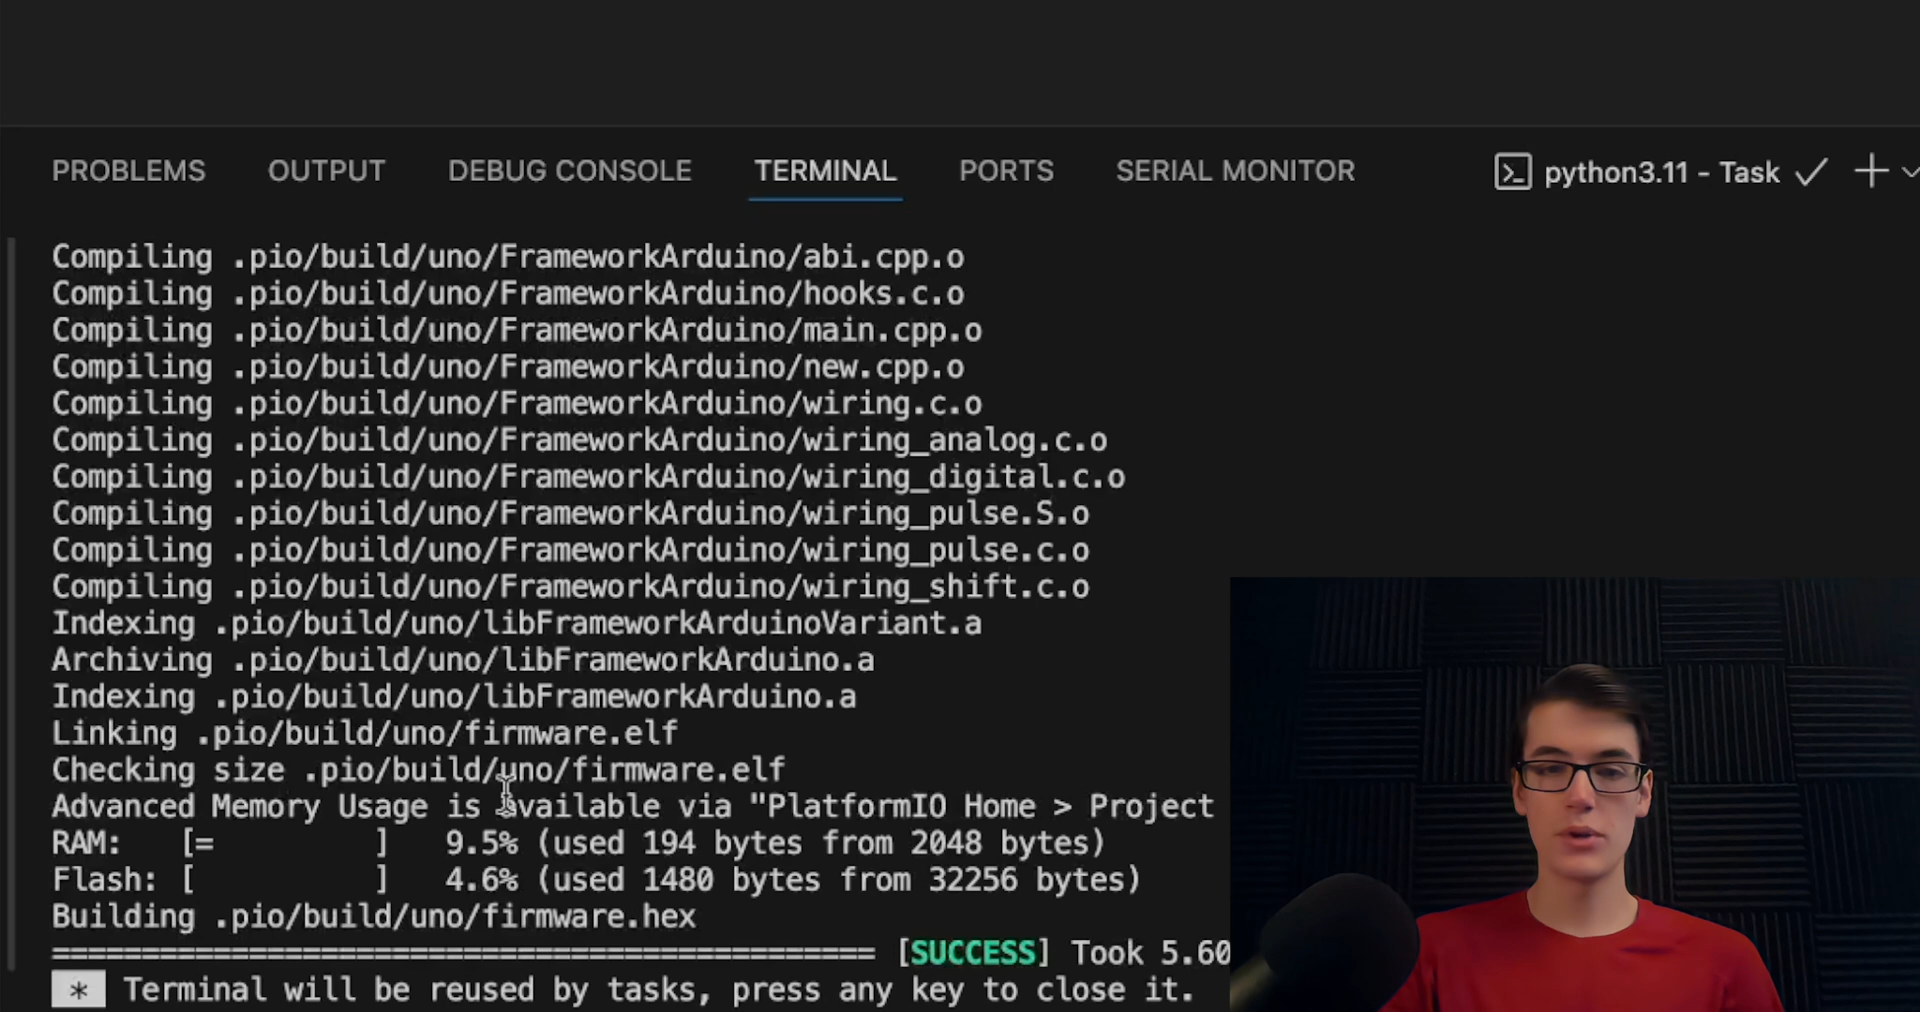 PROBLEMS OUTPUT DEBUG CONSOLE TERMINAL PORTS SERIAL MONITOR python3.11 - Task
Compiling .pio/build/uno/FrameworkArduino/abi.cpp.o
Compiling .pio/build/uno/FrameworkArduino/hooks.c.o
Compiling .pio/build/uno/FrameworkArduino/main.cpp.o
Compiling .pio/build/uno/FrameworkArduino/new.cpp.o
Compiling .pio/build/uno/FrameworkArduino/wiring.c.o
Compiling .pio/build/uno/FrameworkArduino/wiring_analog.c.o
Compiling .pio/build/uno/FrameworkArduino/wiring_digital.c.o
Compiling .pio/build/uno/FrameworkArduino/wiring_pulse.S.o
Compiling .pio/build/uno/FrameworkArduino/wiring_pulse.c.o
Compiling .pio/build/uno/FrameworkArduino/wiring_shift.c.o
Indexing .pio/build/uno/libFrameworkArduinoVariant.a
Archiving .pio/build/uno/libFrameworkArduino.a
Indexing .pio/build/uno/libFrameworkArduino.a
Linking .pio/build/uno/firmware.elf
Checking size .pio/build/uno/firmware.elf
Advanced Memory Usage is available via "PlatformIO Home > Project
RAM: [= ] 9.5% (used 194 bytes from 2048 bytes)
Flash: [ ] 4.6% (used 1480 bytes from 32256 bytes)
Building .pio/build/uno/firmware.hex
============================================== [SUCCESS] Took 5.60
* Terminal will be reused by tasks, press any key to close it.